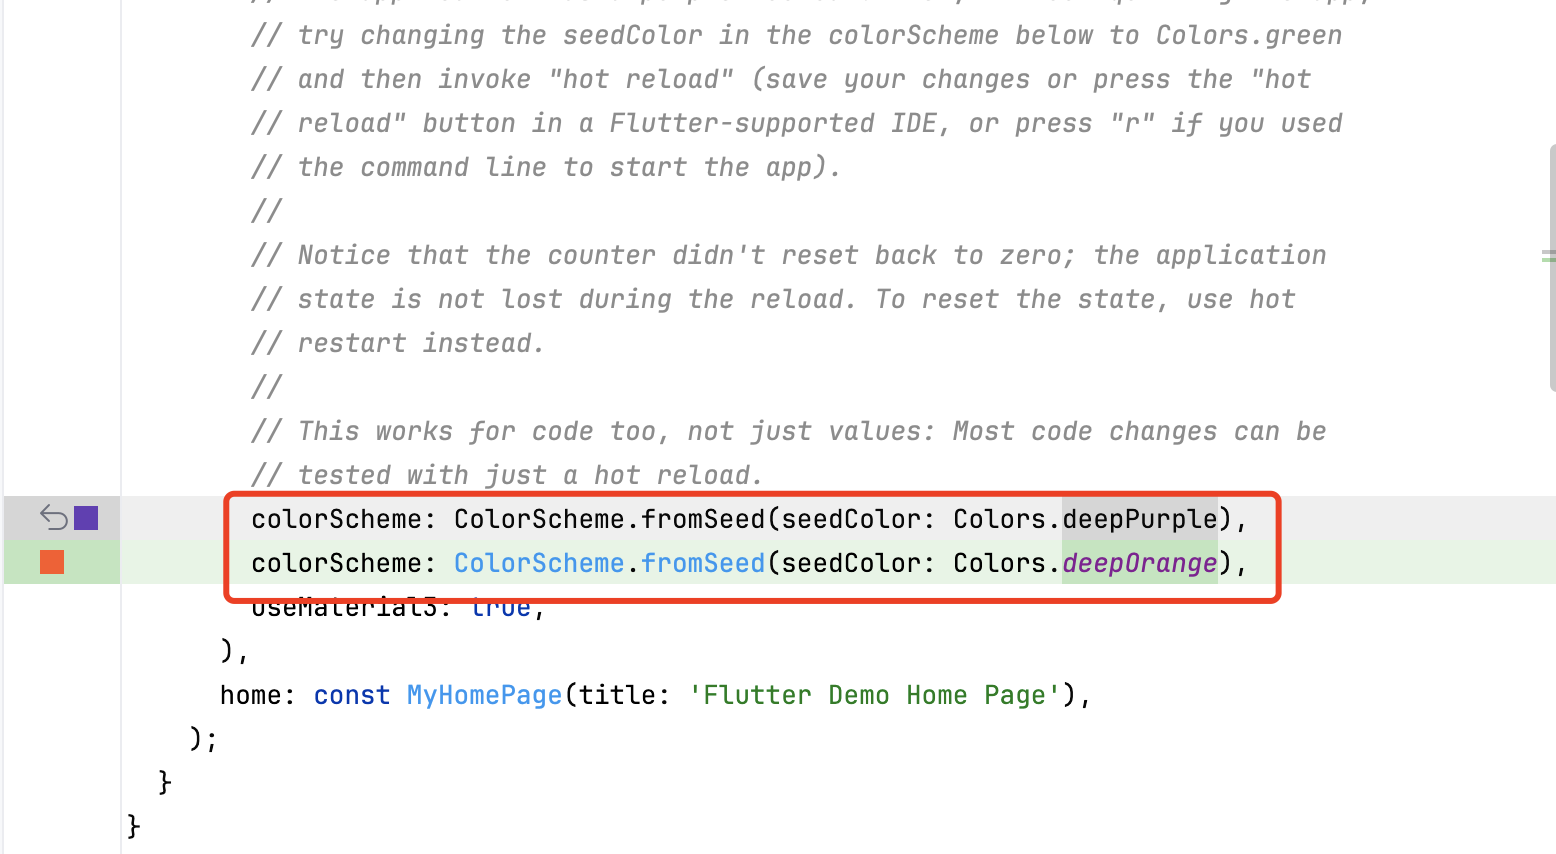 // try changing the seedColor in the colorScheme below to Colors.green
// and then invoke "hot reload" (save your changes or press the "hot
// reload" button in a Flutter-supported IDE, or press "r" if you used
// the command line to start the app).
//
// Notice that the counter didn't reset back to zero; the application
// state is not lost during the reload. To reset the state, use hot
// restart instead.
//
// This works for code too, not just values: Most code changes can be
// tested with just a hot reload.
colorScheme: ColorScheme.fromSeed(seedColor: Colors.deepPurple),
colorScheme: ColorScheme.fromSeed(seedColor: Colors.deepOrange),
useMaterial3: true,
),
home: const MyHomePage(title: 'Flutter Demo Home Page'),
);
}
}